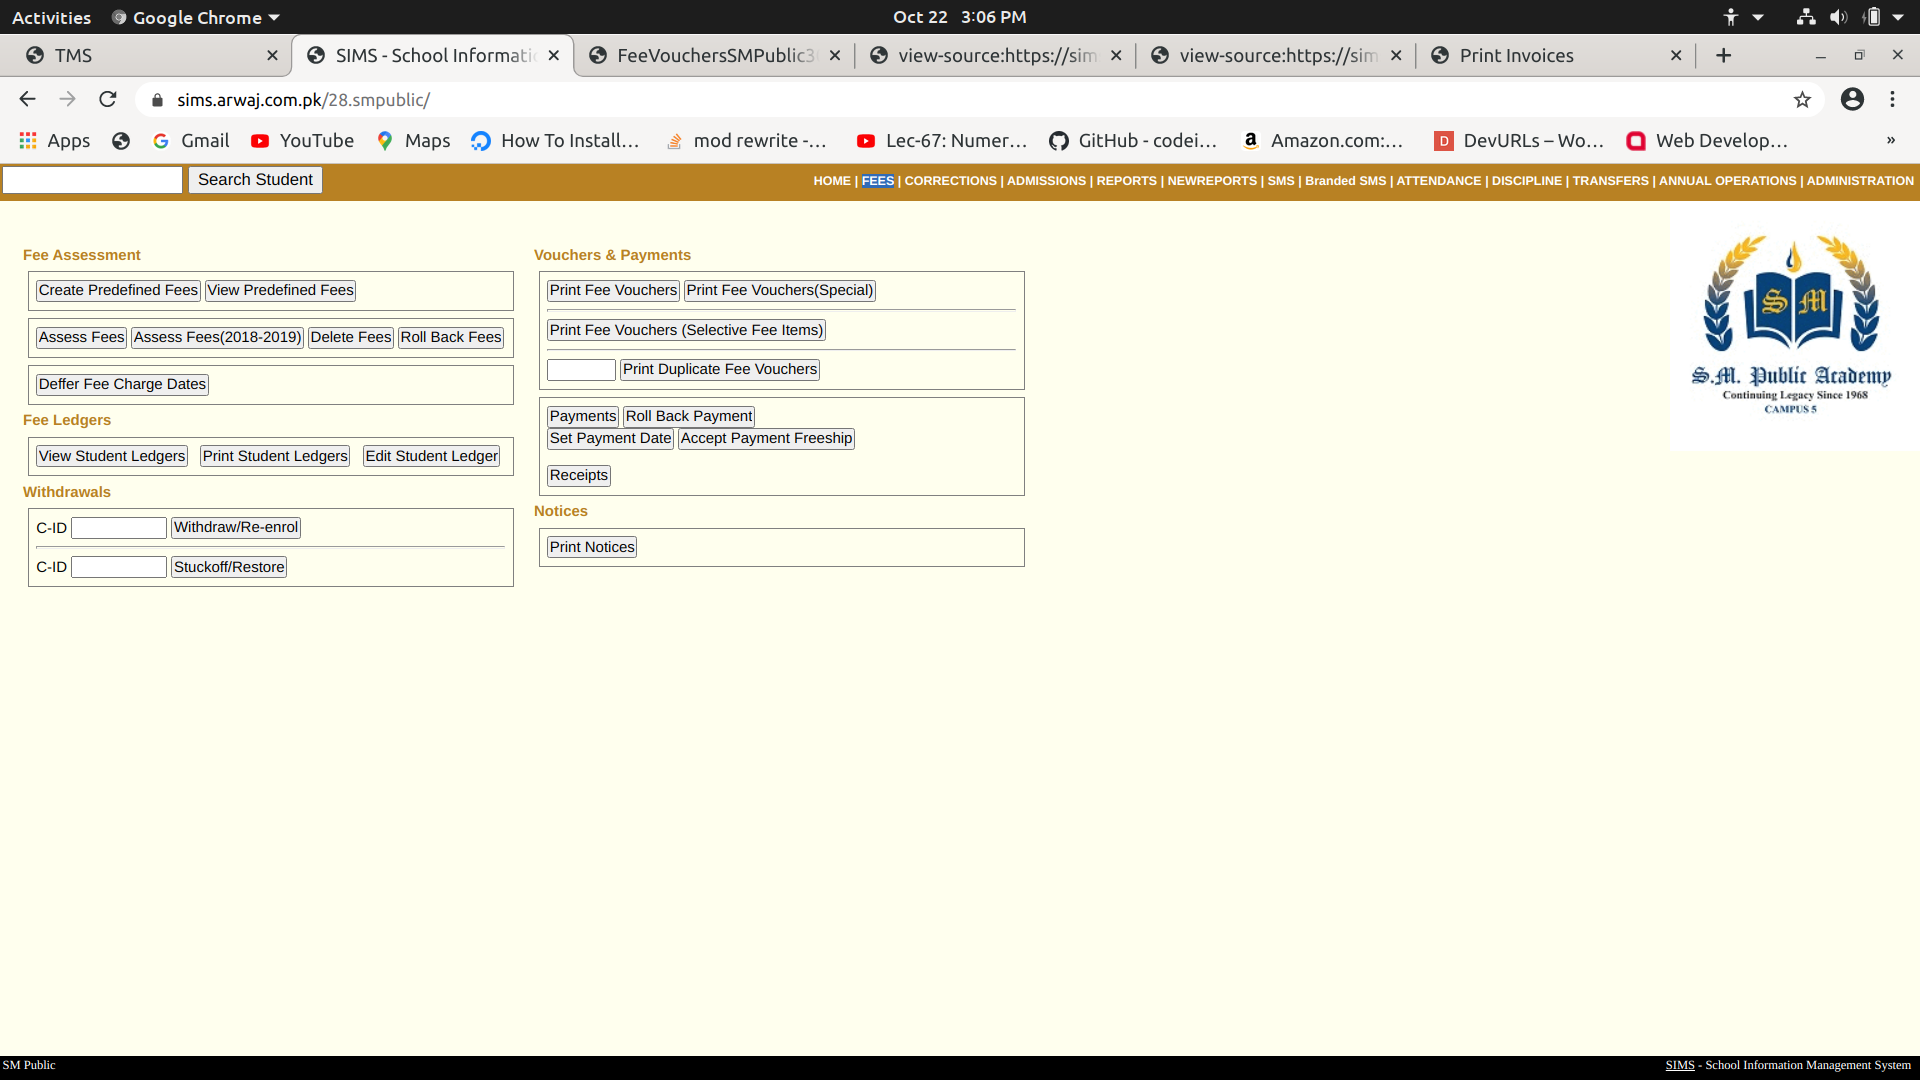 Activities Google Chrome Oct 22 3:06 PM
TMS SIMS - School Informati FeeVouchersSMPublic3 view-source:https://sim view-source:https://sim Print Invoices
sims.arwaj.com.pk/28.smpublic/
Apps Gmail YouTube Maps How To Install... mod rewrite -... Lec-67: Numer... GitHub - codei... Amazon.com:... DevURLs – Wo... Web Develop... »
Search Student HOME | FEES | CORRECTIONS | ADMISSIONS | REPORTS | NEWREPORTS | SMS | Branded SMS | ATTENDANCE | DISCIPLINE | TRANSFERS | ANNUAL OPERATIONS | ADMINISTRATION
Fee Assessment
Create Predefined Fees View Predefined Fees
Assess Fees Assess Fees(2018-2019) Delete Fees Roll Back Fees
Deffer Fee Charge Dates
Fee Ledgers
View Student Ledgers Print Student Ledgers Edit Student Ledger
Withdrawals
C-ID Withdraw/Re-enrol
C-ID Stuckoff/Restore
Vouchers & Payments
Print Fee Vouchers Print Fee Vouchers(Special)
Print Fee Vouchers (Selective Fee Items)
Print Duplicate Fee Vouchers
Payments Roll Back Payment
Set Payment Date Accept Payment Freeship
Receipts
Notices
Print Notices
S M
S.M. Public Academy
Continuing Legacy Since 1968
CAMPUS 5
SM Public SIMS - School Information Management System